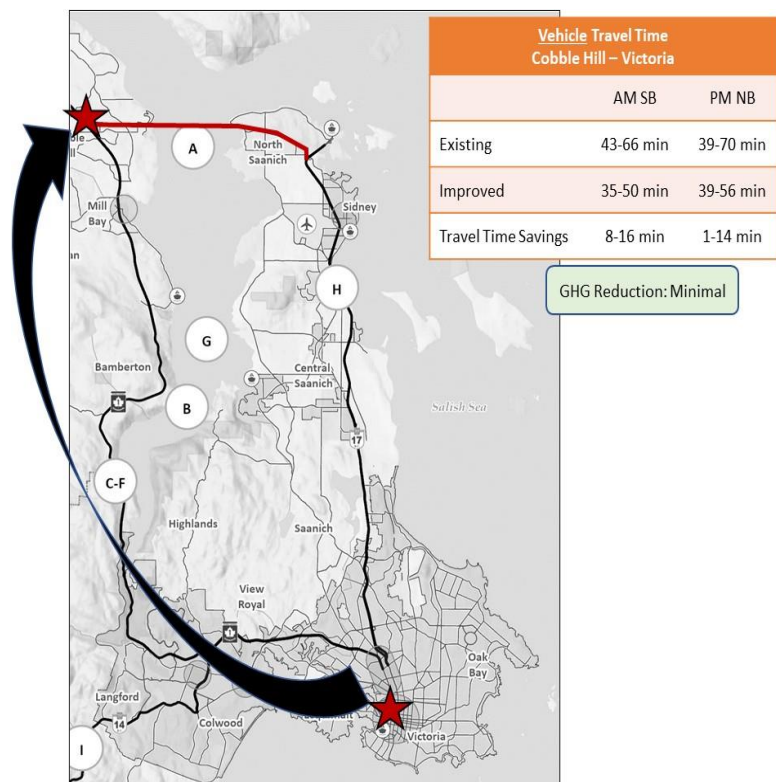 Vehicle Travel Time
Cobble Hill – Victoria
AM SB PM NB
Existing 43-66 min 39-70 min
Improved 35-50 min 39-56 min
Travel Time Savings 8-16 min 1-14 min
GHG Reduction: Minimal
A
North
Saanich
Mill
Bay
Sidney
H
G
Bamberton
Central
Saanich
1
B
Salish Sea
17
C-F
Highlands
Saanich
View
Royal
1
Oak
Bay
Langford
14
Colwood
Victoria
I